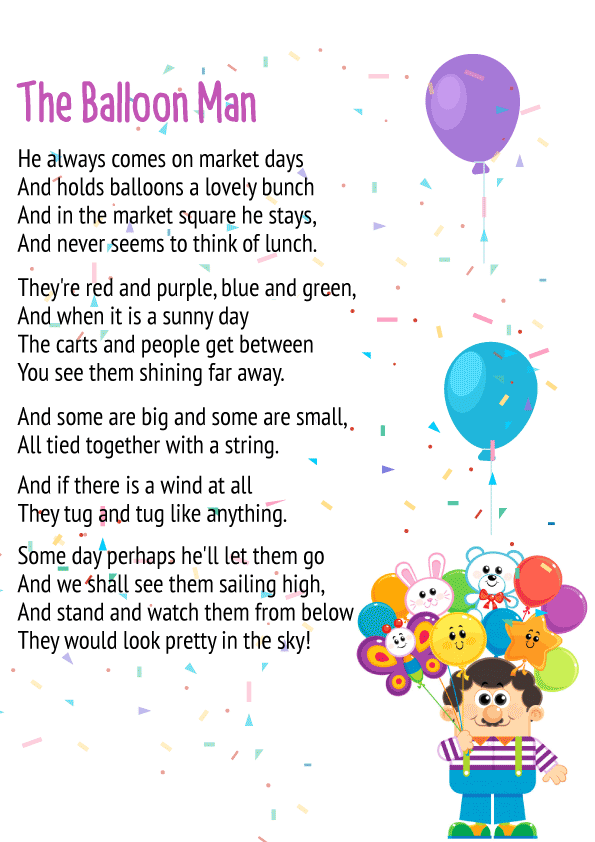 The Balloon Man
He always comes on market days
And holds balloons a lovely bunch
And in the market square he stays,
And never seems to think of lunch.
They're red and purple, blue and green,
And when it is a sunny day
The carts and people get between
You see them shining far away.
And some are big and some are small,
All tied together with a string.
And if there is a wind at all
They tug and tug like anything.
Some day perhaps he'll let them go
And we shall see them sailing high,
And stand and watch them from below
They would look pretty in the sky!